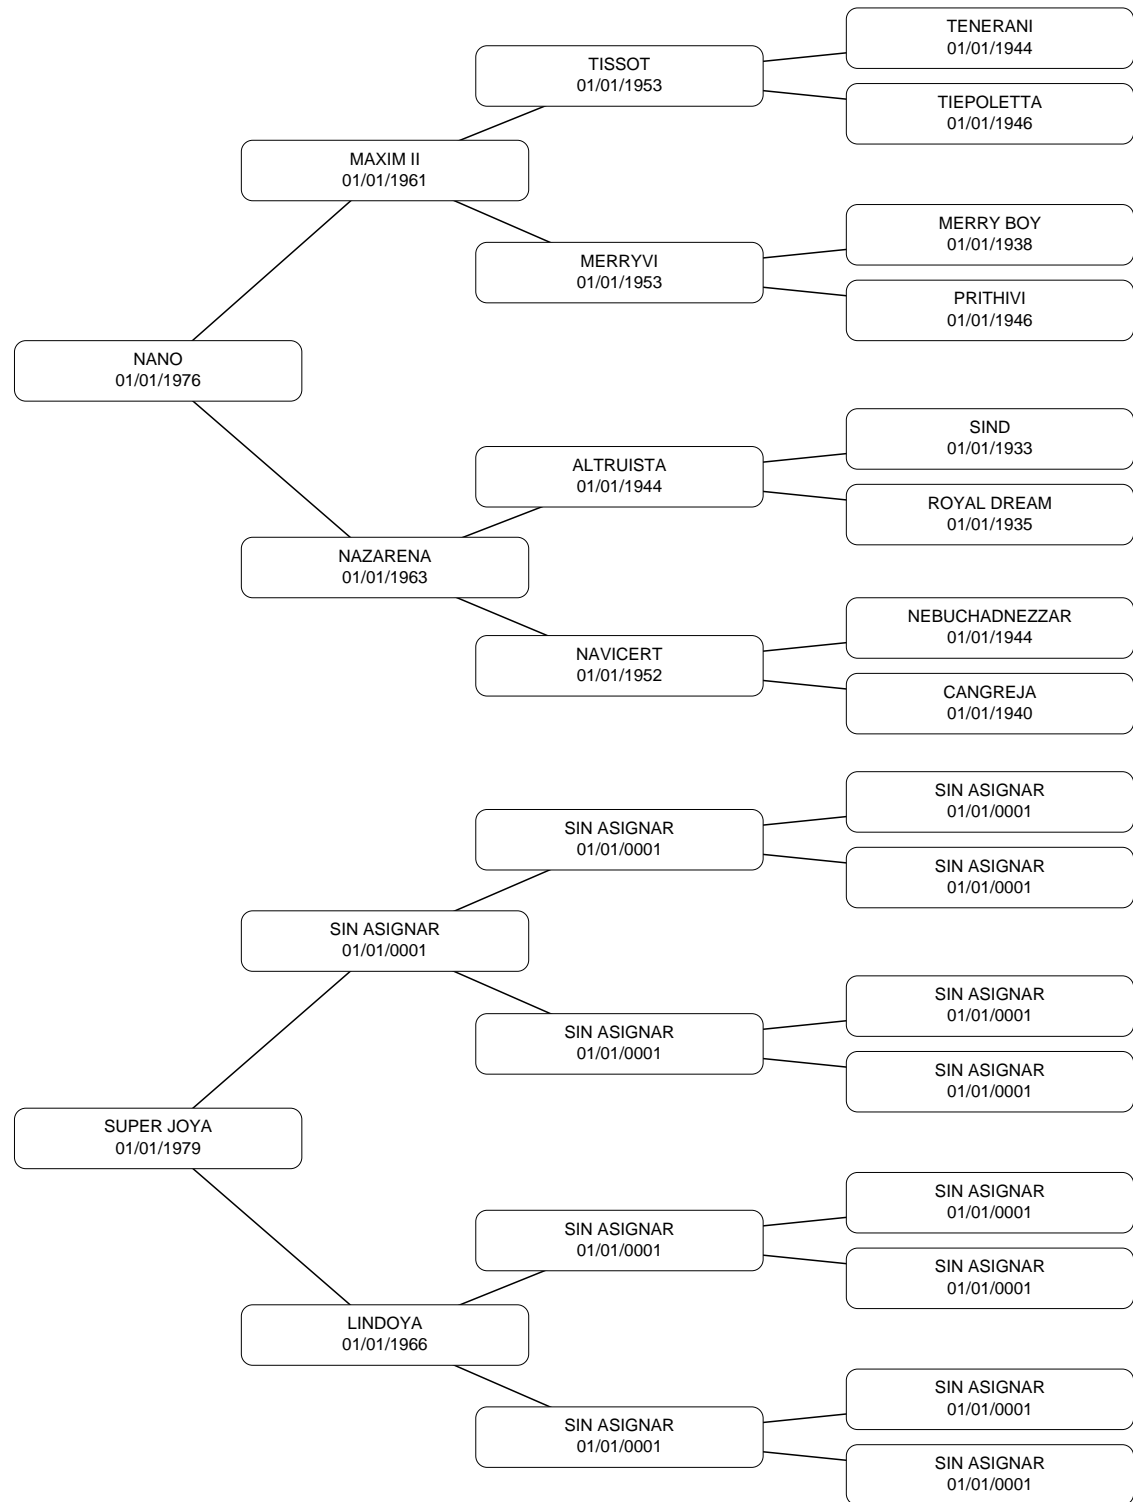 TENERANI
01/01/1944
TISSOT
01/01/1953
TIEPOLETTA
01/01/1946
MAXIM II
01/01/1961
MERRY BOY
01/01/1938
MERRYVI
01/01/1953
PRITHIVI
01/01/1946
NANO
01/01/1976
SIND
01/01/1933
ALTRUISTA
01/01/1944
ROYAL DREAM
01/01/1935
NAZARENA
01/01/1963
NEBUCHADNEZZAR
01/01/1944
NAVICERT
01/01/1952
CANGREJA
01/01/1940
SIN ASIGNAR
01/01/0001
SIN ASIGNAR
01/01/0001
SIN ASIGNAR
01/01/0001
SIN ASIGNAR
01/01/0001
SIN ASIGNAR
01/01/0001
SIN ASIGNAR
01/01/0001
SIN ASIGNAR
01/01/0001
SUPER JOYA
01/01/1979
SIN ASIGNAR
01/01/0001
SIN ASIGNAR
01/01/0001
SIN ASIGNAR
01/01/0001
LINDOYA
01/01/1966
SIN ASIGNAR
01/01/0001
SIN ASIGNAR
01/01/0001
SIN ASIGNAR
01/01/0001